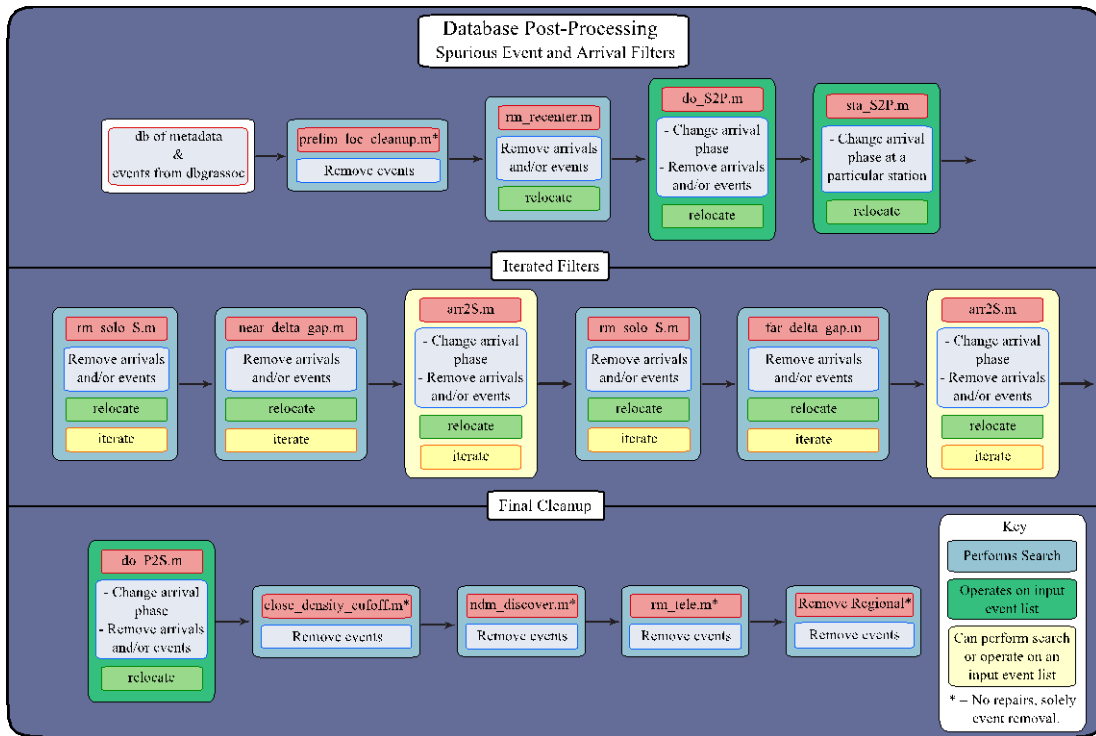 Database Post-Processing
Spurious Event and Arrival Filters
db of metadata
&
events from dbgrassoc
prelim_loc_cleanup.m*
Remove events
rm_recenter.m
Remove arrivals
and/or events
relocate
do_S2P.m
- Change arrival
phase
- Remove arrivals
and/or events
relocate
sta_S2P.m
- Change arrival
phase at a
particular station
relocate
Iterated Filters
rm_solo_S.m
Remove arrivals
and/or events
relocate
iterate
near_delta_gap.m
Remove arrivals
and/or events
relocate
iterate
arr2S.m
- Change arrival
phase
- Remove arrivals
and/or events
relocate
iterate
rm_solo_S.m
Remove arrivals
and/or events
relocate
iterate
far_delta_gap.m
Remove arrivals
and/or events
relocate
iterate
arr2S.m
- Change arrival
phase
- Remove arrivals
and/or events
relocate
iterate
Final Cleanup
do_P2S.m
- Change arrival
phase
- Remove arrivals
and/or events
relocate
close_density_cutoff.m*
Remove events
ndm_discover.m*
Remove events
rm_tele.m*
Remove events
Remove Regional*
Remove events
Key
Performs Search
Operates on input
event list
Can perform search
or operate on an
input event list
* – No repairs, solely
event removal.